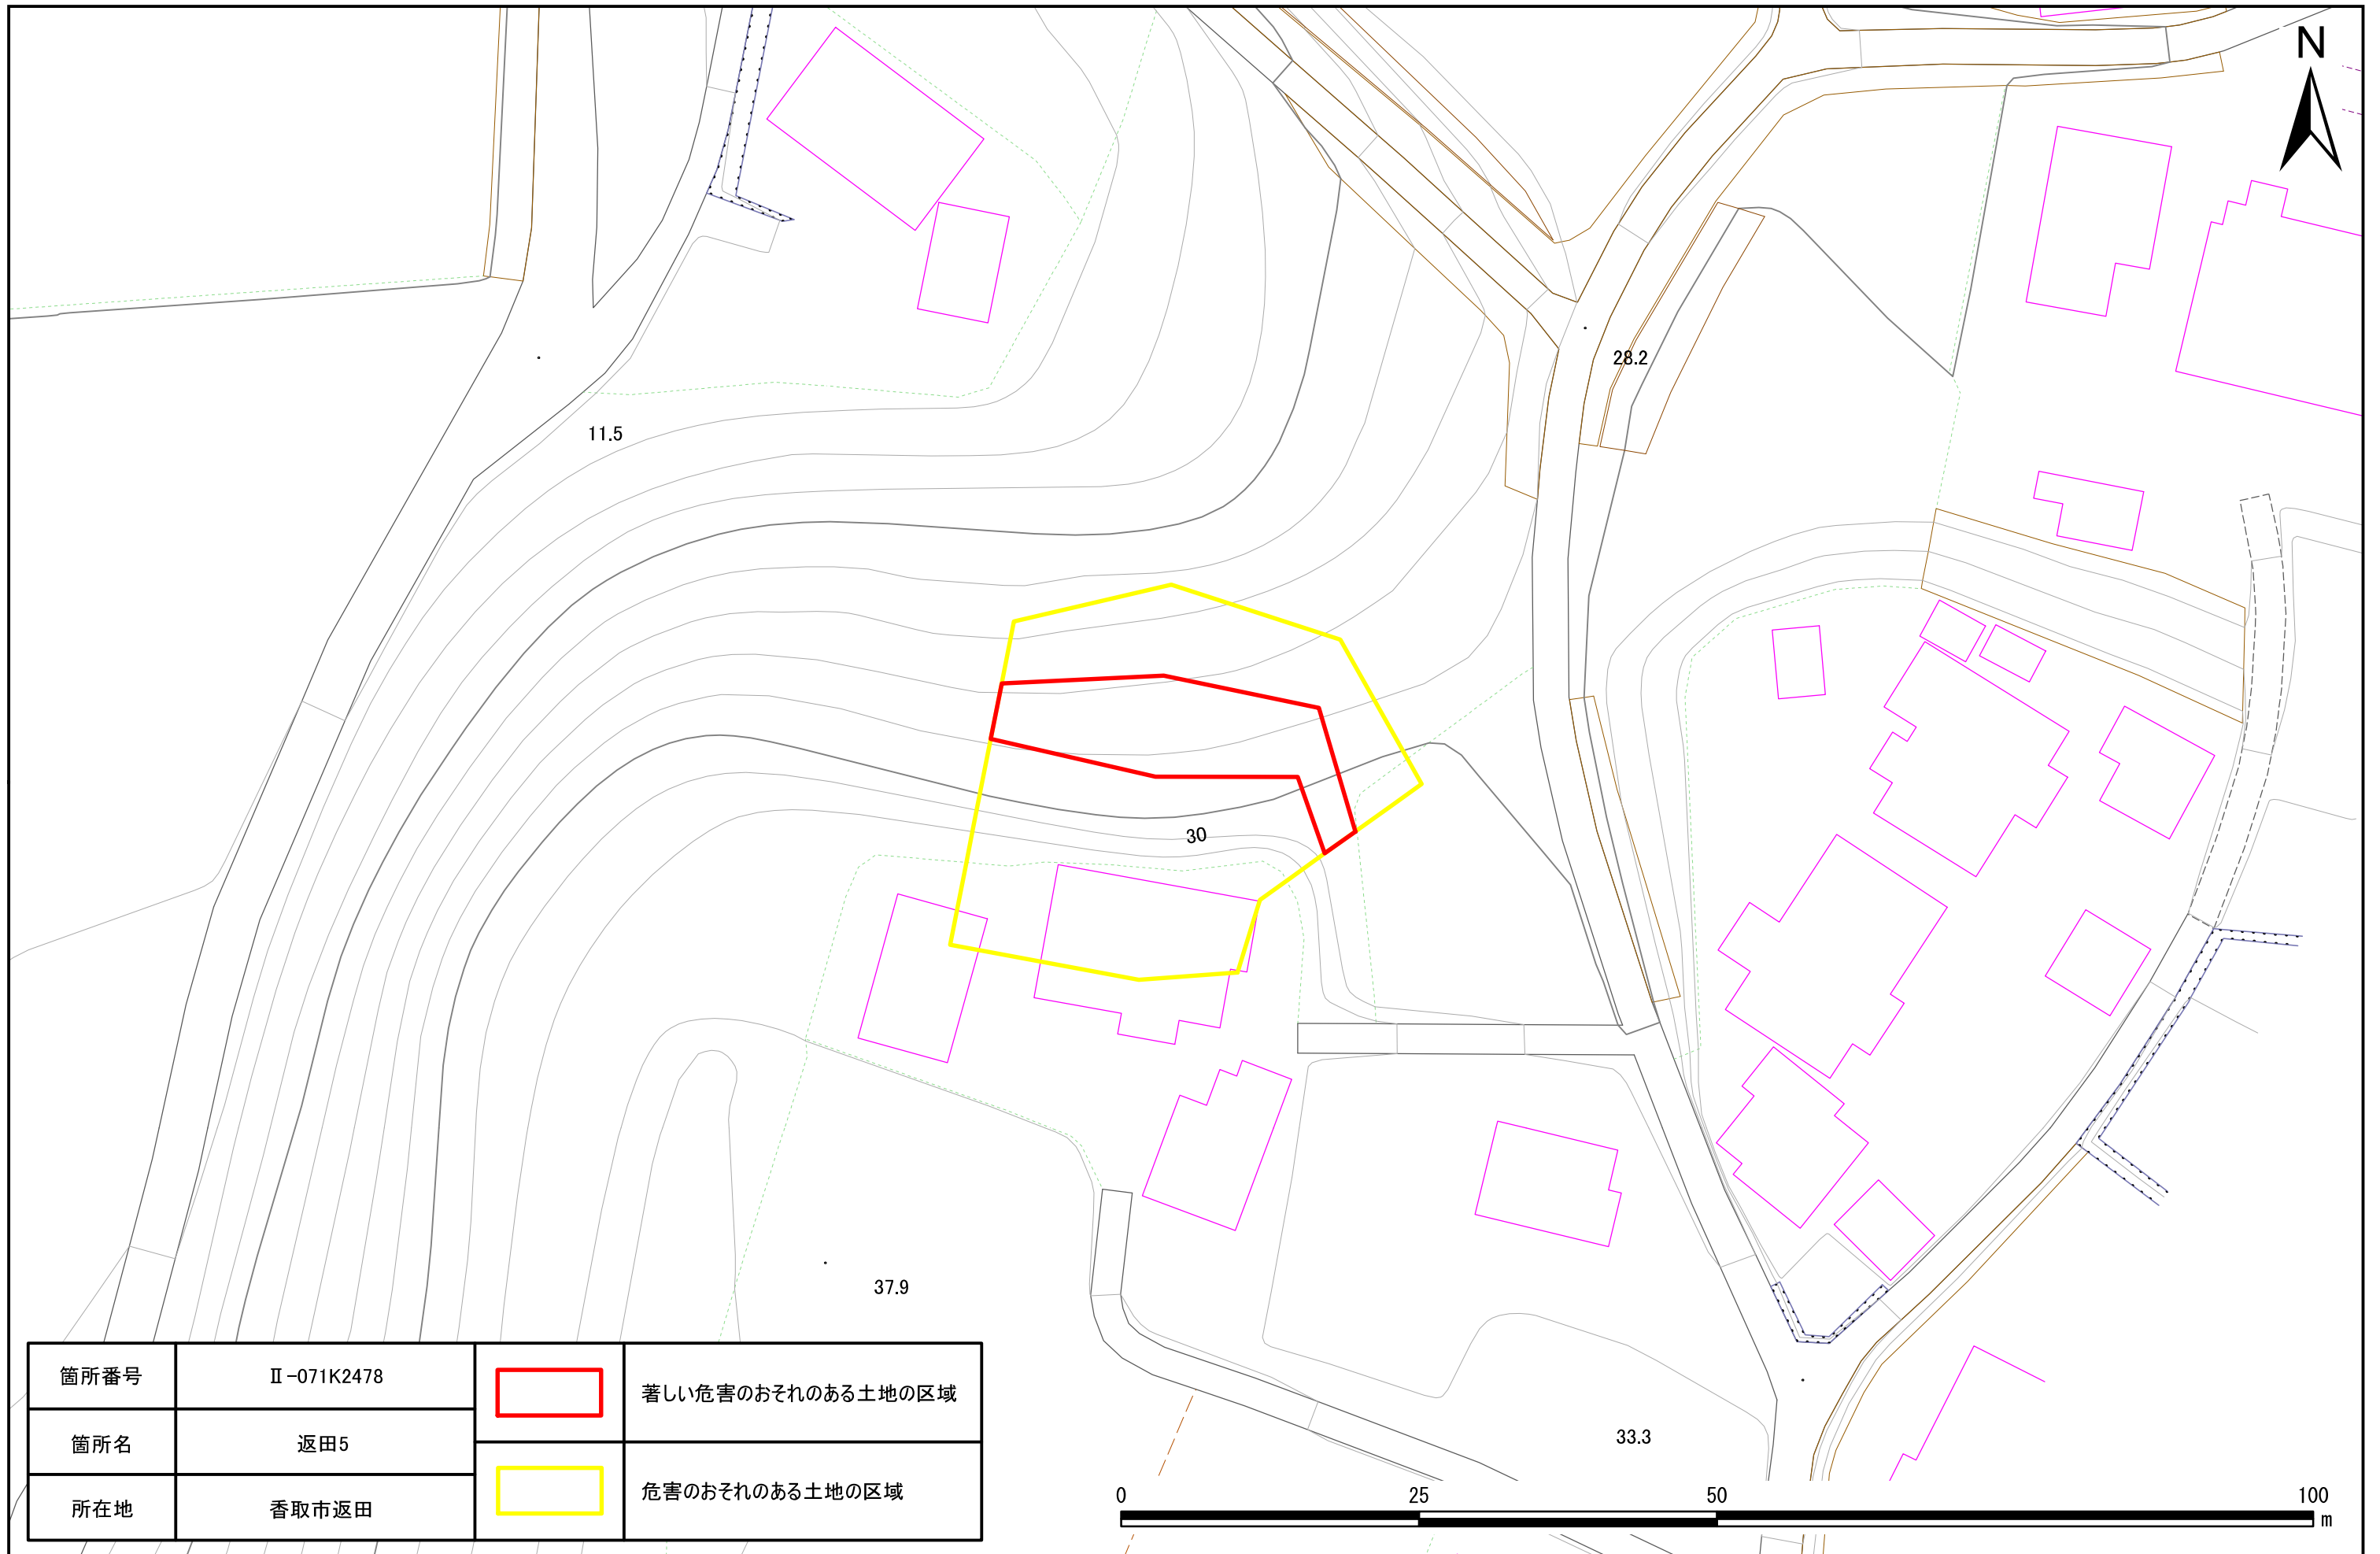 N
28.2
11.5
30
37.9
33.3
箇所番号 Ⅱ-071K2478
箇所名 返田5
所在地 香取市返田
著しい危害のおそれのある土地の区域
危害のおそれのある土地の区域
0 25 50 100
m